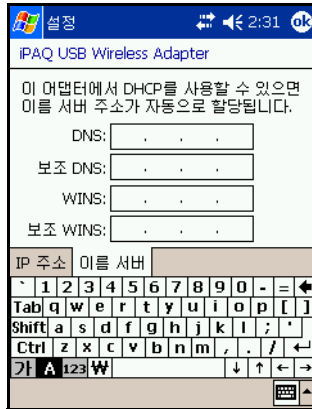 설정 2:31 ok
iPAQ USB Wireless Adapter
이 어댑터에서 DHCP를 사용할 수 있으면
이름 서버 주소가 자동으로 할당됩니다.
DNS: . . .
보조 DNS: . . .
WINS: . . .
보조 WINS: . . .
IP 주소 이름 서버
` 1 2 3 4 5 6 7 8 9 0 - =
Tab q w e r t y u i o p [ ]
Shift a s d f g h j k l ; '
Ctrl z x c v b n m , . /
가 A 123 ₩